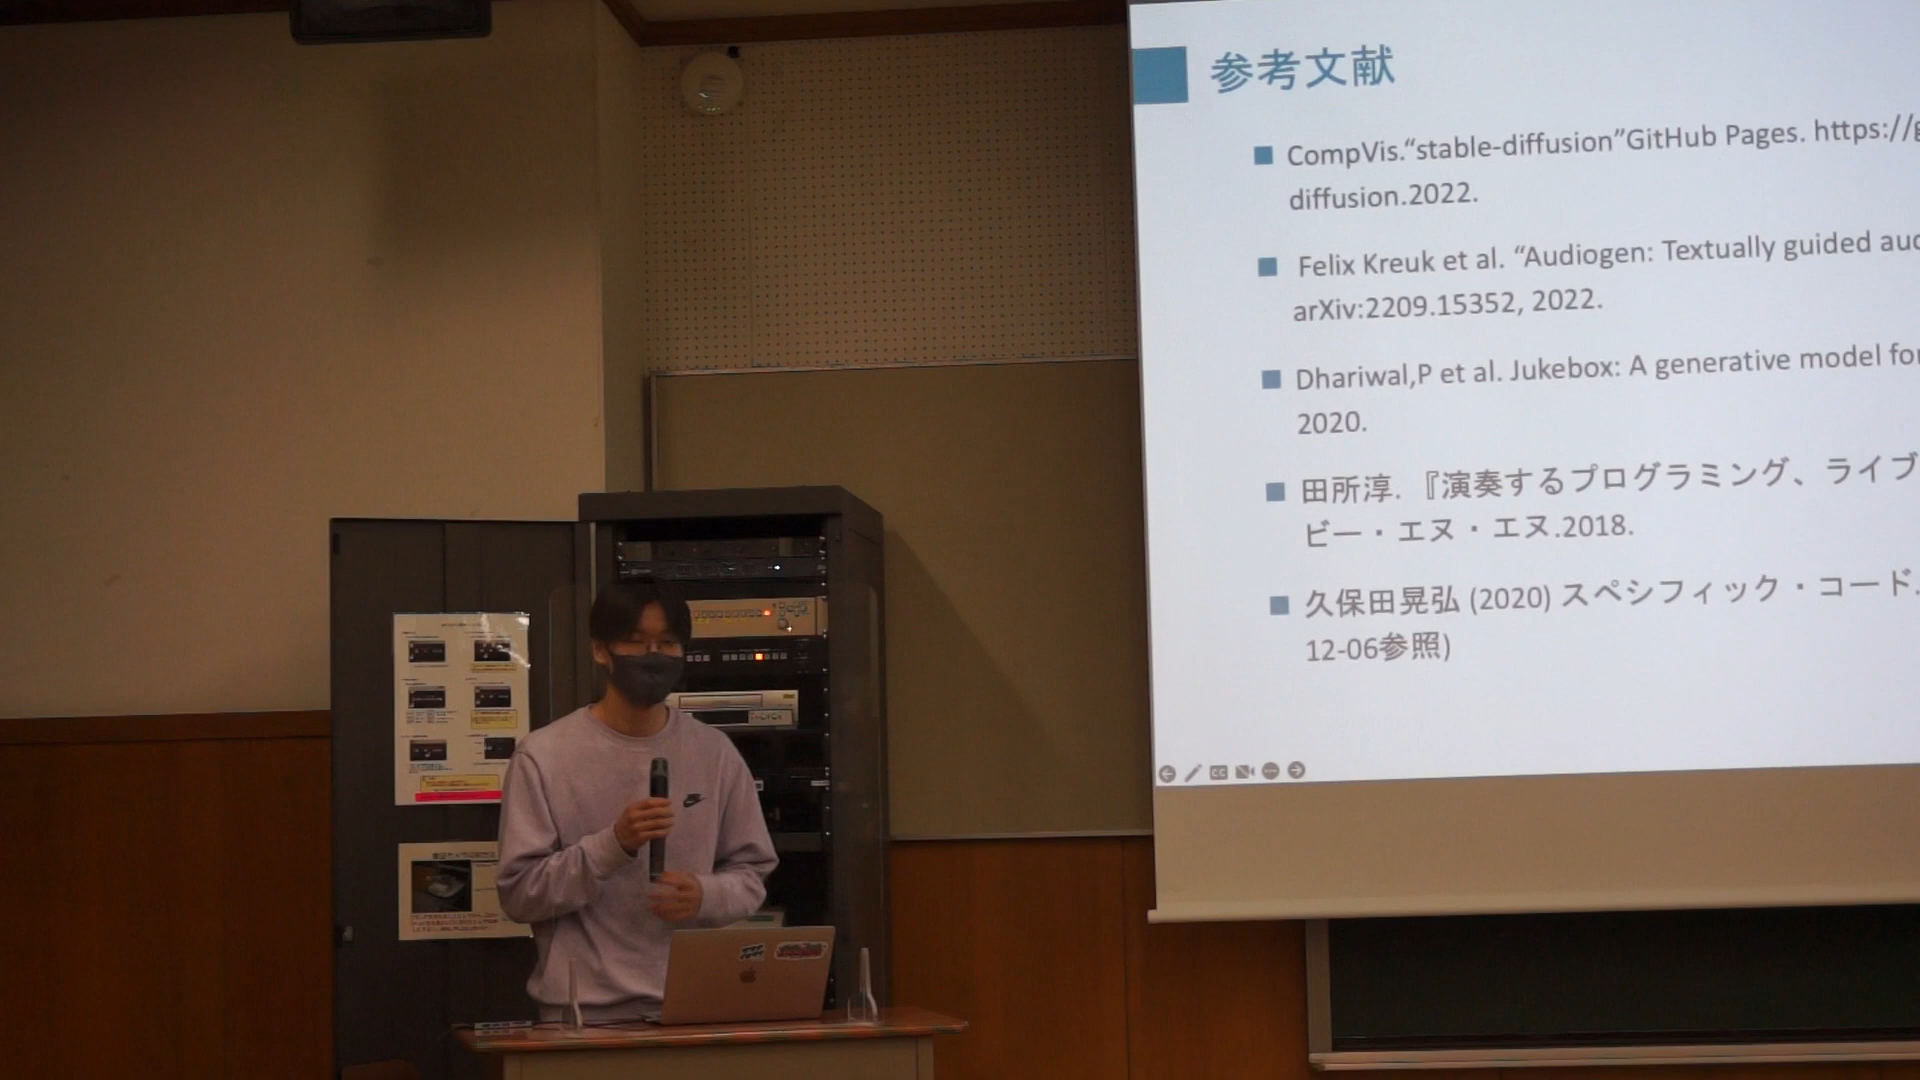 参考文献
CompVis.“stable-diffusion”GitHub Pages. https://g
diffusion.2022.
Felix Kreuk et al. “Audiogen: Textually guided aud
arXiv:2209.15352, 2022.
Dhariwal,P et al. Jukebox: A generative model for
2020.
田所淳.『演奏するプログラミング、ライブ
ビー・エヌ・エヌ.2018.
久保田晃弘 (2020) スペシフィック・コード.
12-06参照)
CC